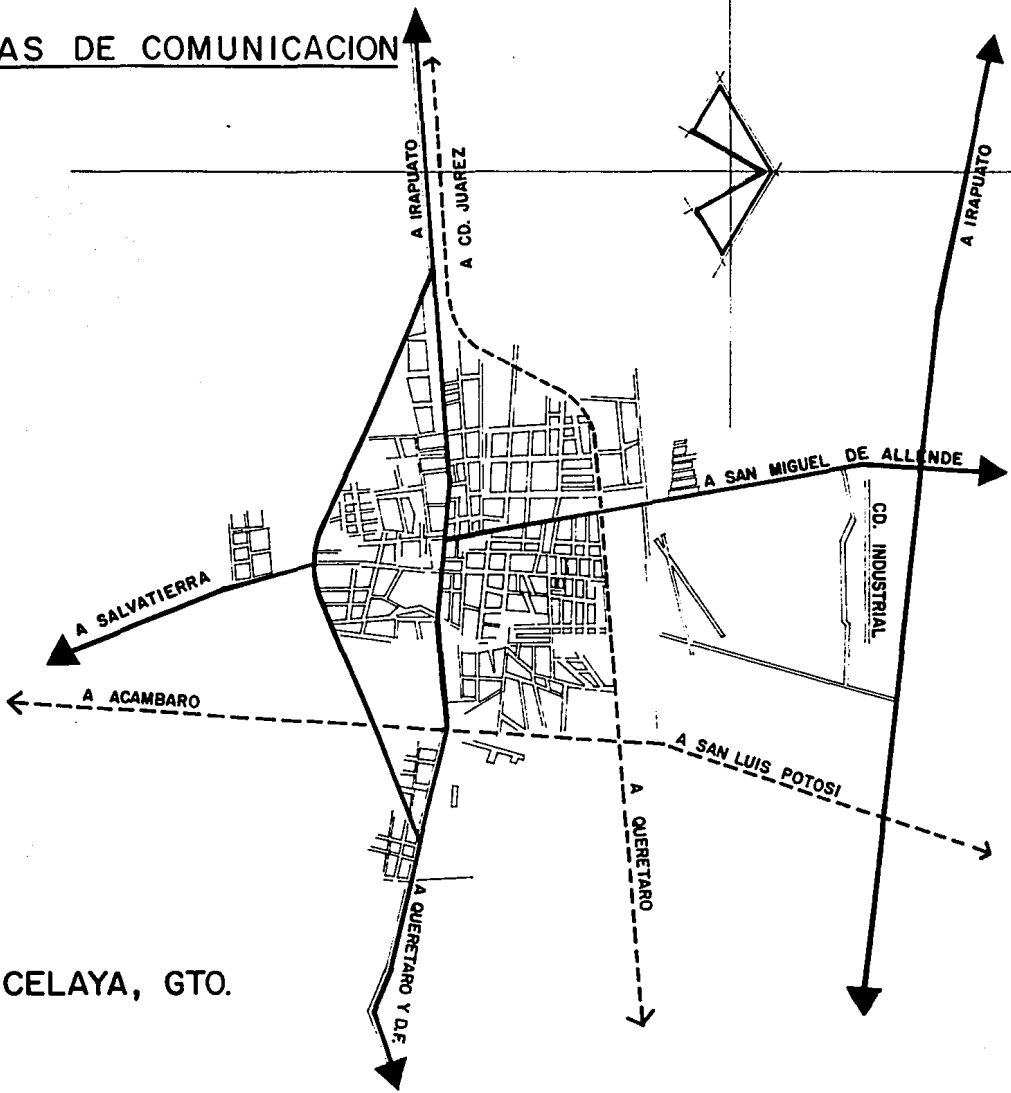 AS DE COMUNICACION
A IRAPUATO
A CD. JUAREZ
A IRAPUATO
A SAN MIGUEL DE ALLENDE
CD. INDUSTRIAL
A SALVATIERRA
A ACAMBARO
A SAN LUIS POTOSI
A QUERETARO
A QUERETARO Y D.F.
CELAYA, GTO.